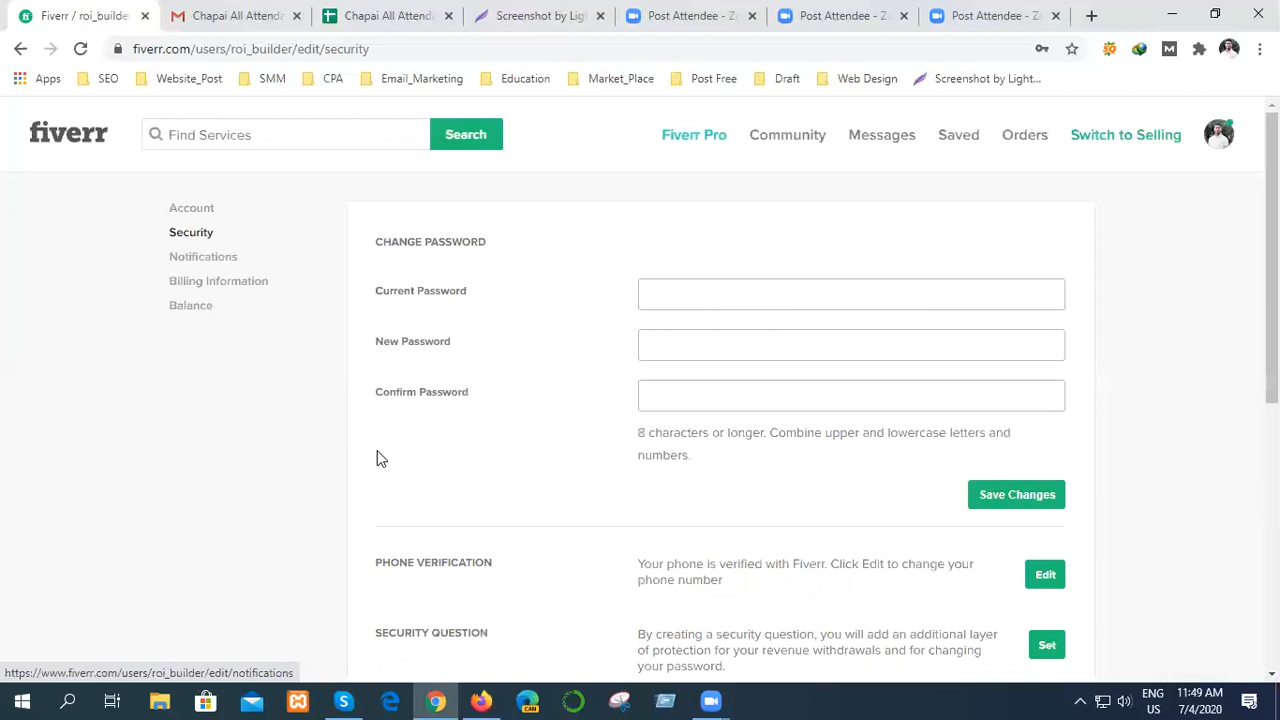 Fiverr / roi_builder
Chapai All Attend
Chapai All Attende
Screenshot by Ligh
Post Attendee - Zo
Post Attendee - Zo
Post Attendee - Zo
fiverr.com/users/roi_builder/edit/security
Apps
SEO
Website_Post
SMM
CPA
Email_Marketing
Education
Market_Place
Post Free
Draft
Web Design
Screenshot by Light...
fiverr
Find Services
Search
Fiverr Pro
Community
Messages
Saved
Orders
Switch to Selling
Account
Security
Notifications
Billing Information
Balance
CHANGE PASSWORD
Current Password
New Password
Confirm Password
8 characters or longer. Combine upper and lowercase letters and
numbers.
Save Changes
PHONE VERIFICATION
Your phone is verified with Fiverr. Click Edit to change your
phone number
Edit
SECURITY QUESTION
By creating a security question, you will add an additional layer
of protection for your revenue withdrawals and for changing
your password.
Set
https://www.fiverr.com/users/roi_builder/edit/notifications
ENG
US
11:49 AM
7/4/2020